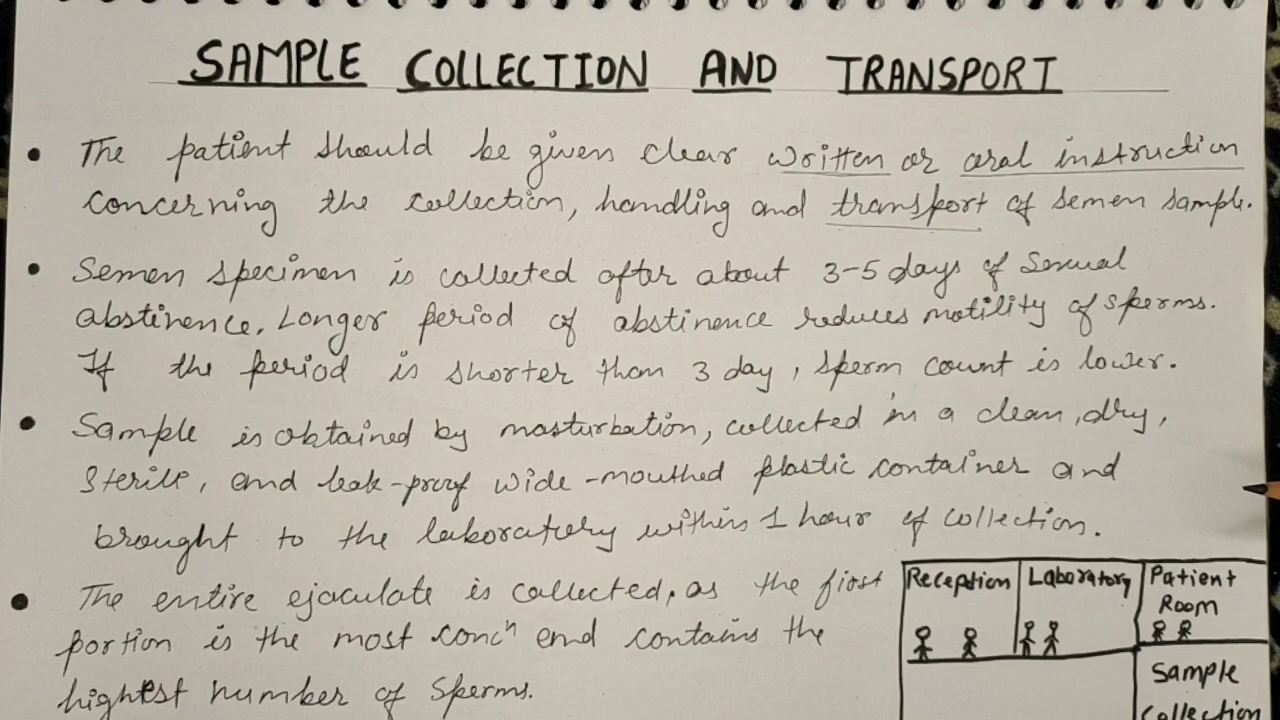 SAMPLE COLLECTION AND TRANSPORT
• The patient should be given clear written or oral instruction
concerning the collection, handling and transport of semen sample.
• Semen specimen is collected after about 3-5 days of Sexual
abstinence. Longer period of abstinence reduces motility of sperms.
If the period is shorter than 3 day, sperm count is lower.
• Sample is obtained by masturbation, collected in a clean, dry,
sterile, and leak-proof wide-mouthed plastic container and
brought to the laboratory within 1 hour of collection.
• The entire ejaculate is collected, as the first
portion is the most concn end contains the
highest number of sperms.
Reception Laboratory Patient
Room
Sample
Collection